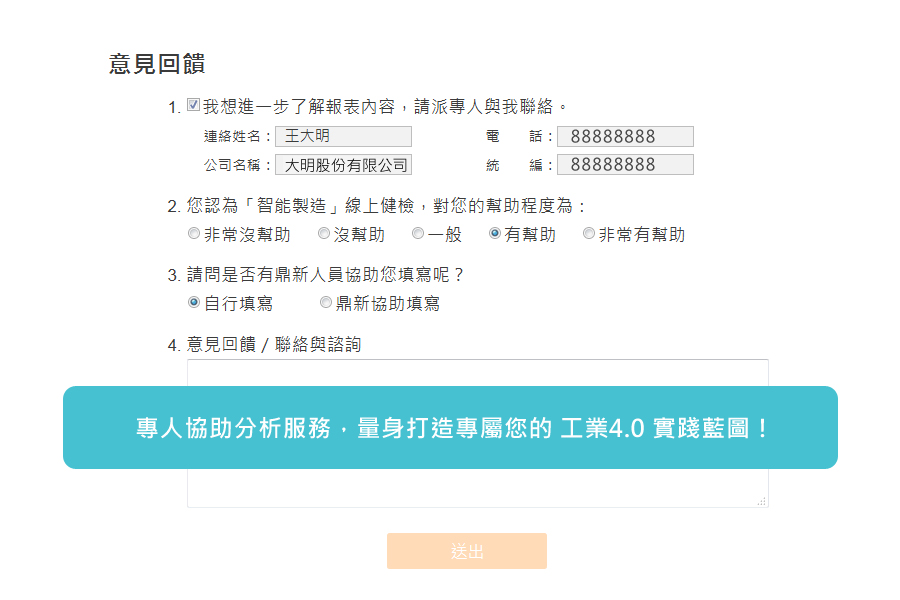 意見回饋
1. 我想進一步了解報表內容，請派專人與我聯絡。
連絡姓名：王大明 電 話：88888888
公司名稱：大明股份有限公司 統 編：88888888
2. 您認為「智能製造」線上健檢，對您的幫助程度為：
非常沒幫助 沒幫助 一般 有幫助 非常有幫助
3. 請問是否有鼎新人員協助您填寫呢？
自行填寫 鼎新協助填寫
4. 意見回饋 / 聯絡與諮詢
專人協助分析服務，量身打造專屬您的 工業4.0 實踐藍圖！
送出